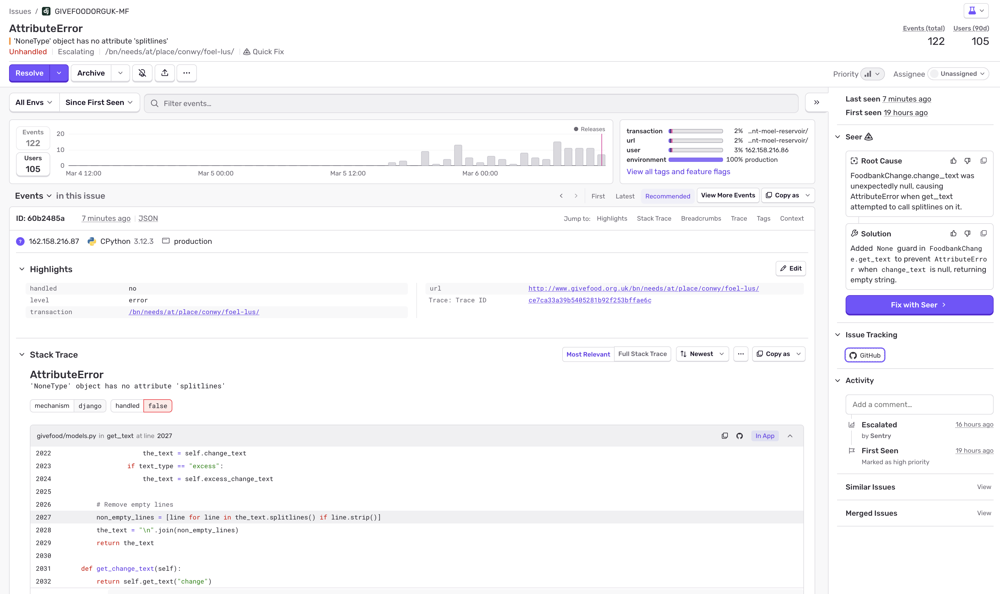 Issues / dj GIVEFOODORGUK-MF
AttributeError
'NoneType' object has no attribute 'splitlines'
Unhandled Escalating /bn/needs/at/place/conwy/foel-lus/ Quick Fix
Events (total) Users (90d)
122 105
Resolve Archive
Priority Assignee Unassigned
All Envs Since First Seen Filter events…
Events
122
Users
105
20
10
0
Releases
Mar 4 12:00 Mar 5 00:00 Mar 5 12:00 Mar 6 00:00
transaction 2% …nt-moel-reservoir/
url 2% …nt-moel-reservoir/
user 3% 162.158.216.86
environment 100% production
View all tags and feature flags
Events in this issue
First Latest Recommended View More Events Copy as
ID: 60b2485a 7 minutes ago JSON
Jump to: Highlights Stack Trace Breadcrumbs Trace Tags Context
? 162.158.216.87 CPython 3.12.3 production
Highlights
Edit
handled no
level error
transaction /bn/needs/at/place/conwy/foel-lus/
url http://www.givefood.org.uk/bn/needs/at/place/conwy/foel-lus/
Trace: Trace ID ce7ca33a39b5405281b92f253bffae6c
Stack Trace
Most Relevant Full Stack Trace Newest Copy as
AttributeError
'NoneType' object has no attribute 'splitlines'
mechanism django handled false
givefood/models.py in get_text at line 2027
In App
2022 the_text = self.change_text
2023 if text_type == "excess":
2024 the_text = self.excess_change_text
2025
2026 # Remove empty lines
2027 non_empty_lines = [line for line in the_text.splitlines() if line.strip()]
2028 the_text = "\n".join(non_empty_lines)
2029 return the_text
2030
2031 def get_change_text(self):
2032 return self.get_text("change")
Last seen 7 minutes ago
First seen 19 hours ago
Seer
Root Cause
FoodbankChange.change_text was
unexpectedly null, causing
AttributeError when get_text
attempted to call splitlines on it.
Solution
Added None guard in FoodbankChang
e.get_text to prevent AttributeErro
r when change_text is null, returning
empty string.
Fix with Seer
Issue Tracking
GitHub
Activity
Add a comment…
Escalated 16 hours ago
by Sentry
First Seen 19 hours ago
Marked as high priority
Similar Issues View
Merged Issues View